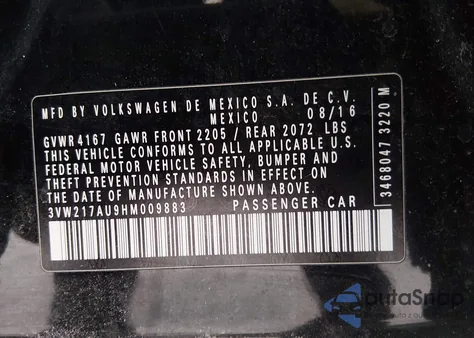 MFD BY VOLKSWAGEN DE MEXICO S.A. DE C.V.
MEXICO 08/16
GVWR 4167 GAWR FRONT 2205 / REAR 2072 LBS
THIS VEHICLE CONFORMS TO ALL APPLICABLE U.S.
FEDERAL MOTOR VEHICLE SAFETY, BUMPER AND
THEFT PREVENTION STANDARDS IN EFFECT ON
THE DATE OF MANUFACTURE SHOWN ABOVE.
3VW217AU9HM009883 PASSENGER CAR
3468047 3220 M
autaSnap